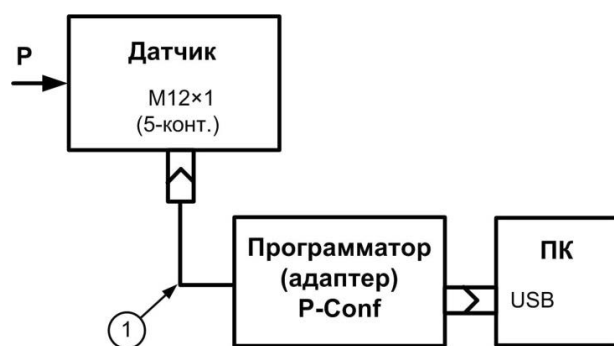 P
Датчик
M12×1
(5-конт.)
Программатор
(адаптер)
P-Conf
ПК
USB
1